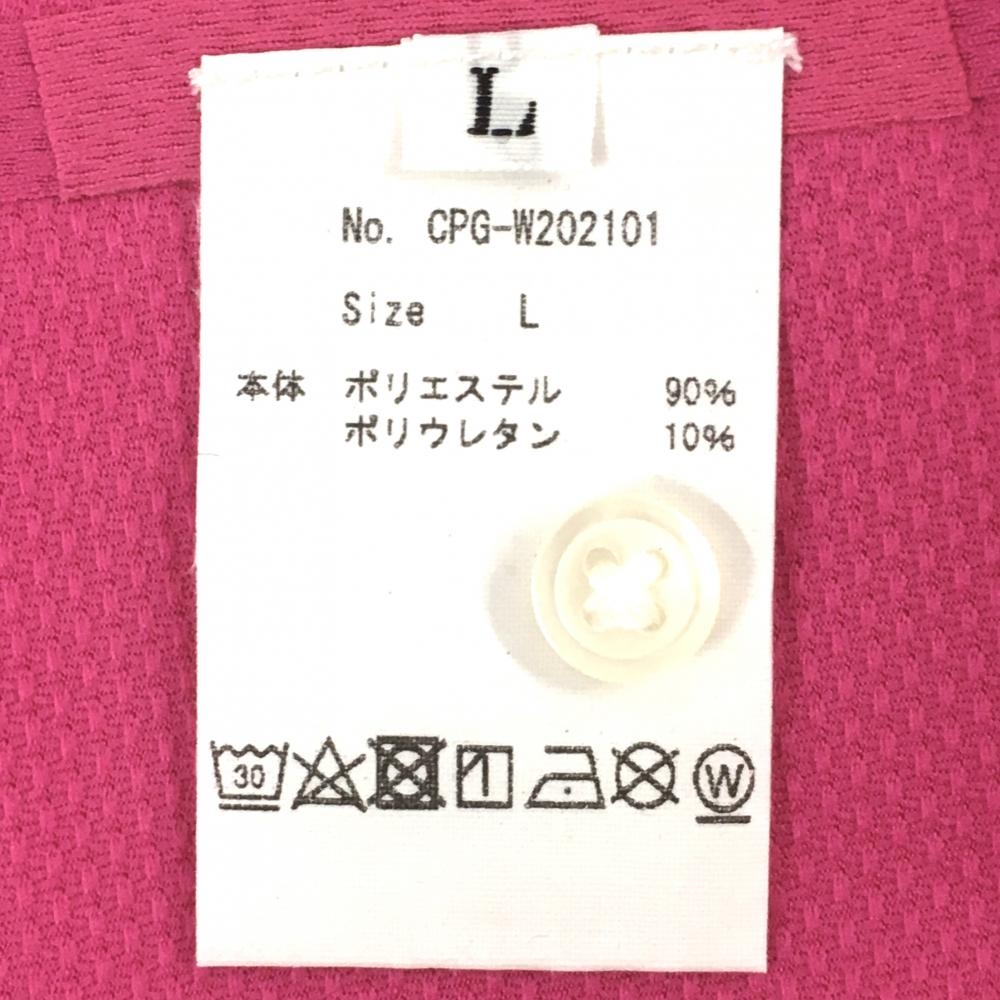 L
No. CPG-W202101
Size L
本体 ポリエステル 90%
ポリウレタン 10%
30 W